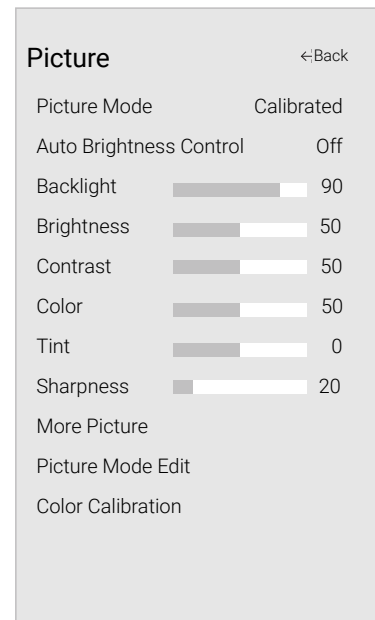 Picture ←Back
Picture Mode Calibrated
Auto Brightness Control Off
Backlight 90
Brightness 50
Contrast 50
Color 50
Tint 0
Sharpness 20
More Picture
Picture Mode Edit
Color Calibration